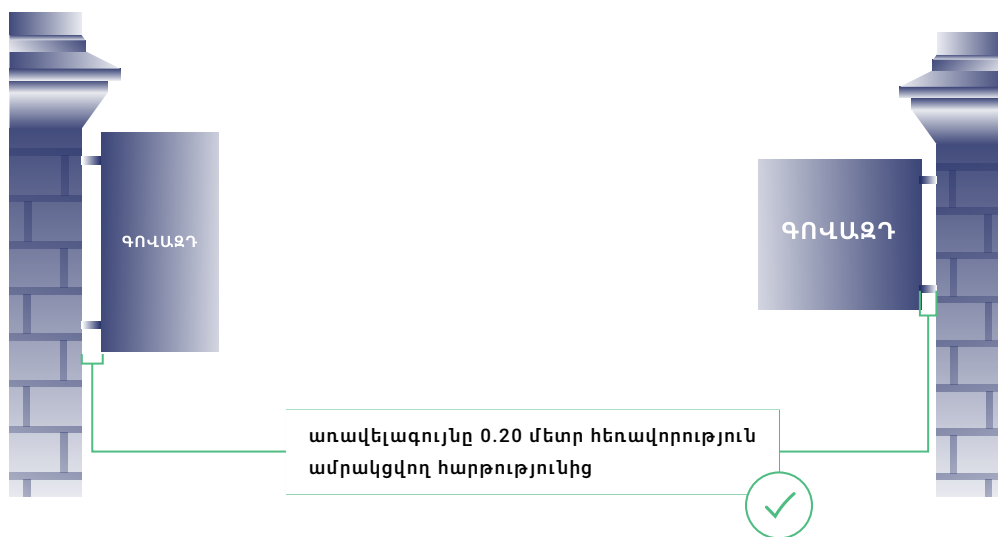 ԳՈՎԱԶԴ
ԳՈՎԱԶԴ
առավելագույնը 0.20 մետր հեռավորություն
ամրակցվող հարթությունից